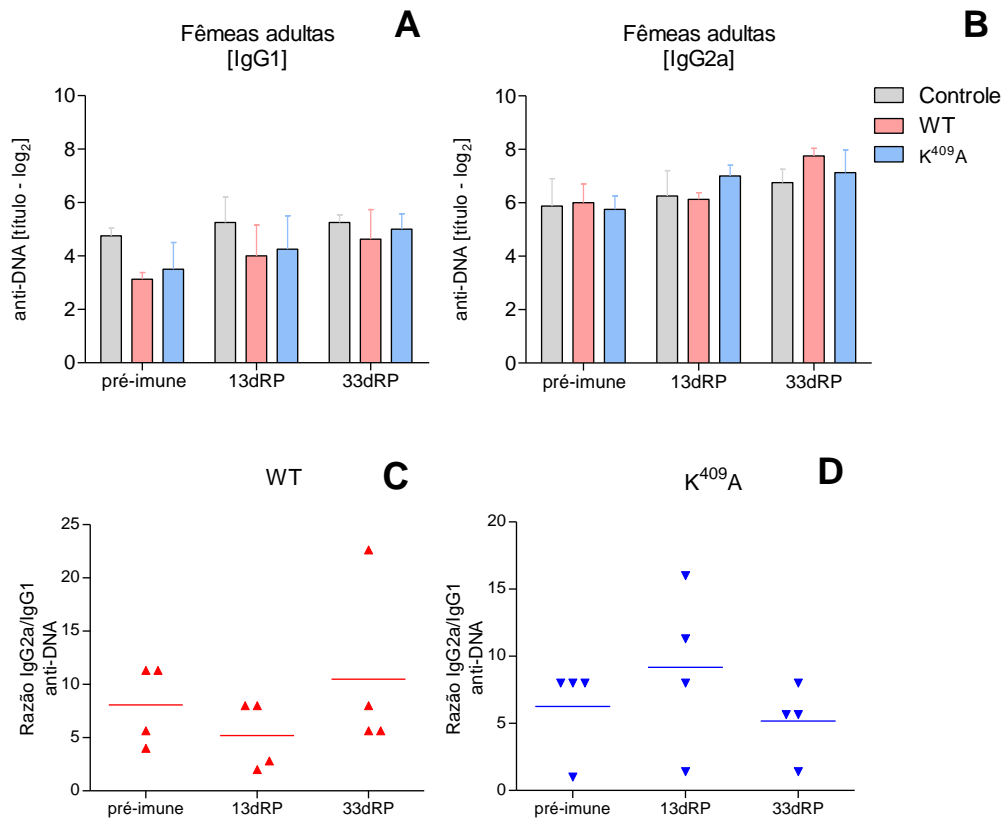 Fêmeas adultas
[IgG1]
A
anti-DNA [título - log₂]
10
8
6
4
2
0
pré-imune 13dRP 33dRP
Fêmeas adultas
[IgG2a]
B
anti-DNA [título - log₂]
10
8
6
4
2
0
pré-imune 13dRP 33dRP
Controle
WT
K⁴⁰⁹A
WT
C
Razão IgG2a/IgG1
anti-DNA
25
20
15
10
5
0
pré-imune 13dRP 33dRP
K⁴⁰⁹A
D
Razão IgG2a/IgG1
anti-DNA
20
15
10
5
0
pré-imune 13dRP 33dRP